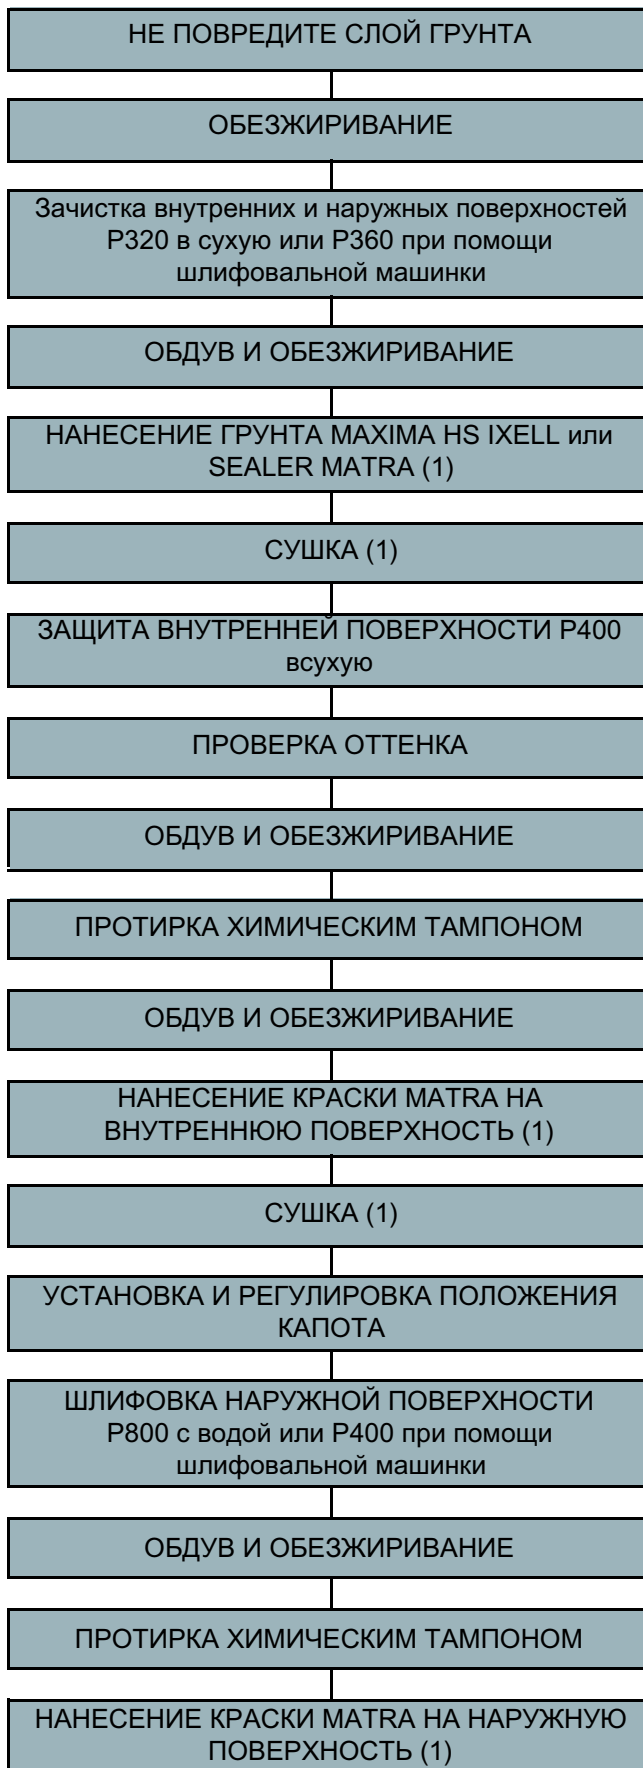 НЕ ПОВРЕДИТЕ СЛОЙ ГРУНТА
ОБЕЗЖИРИВАНИЕ
Зачистка внутренних и наружных поверхностей
P320 в сухую или P360 при помощи
шлифовальной машинки
ОБДУВ И ОБЕЗЖИРИВАНИЕ
НАНЕСЕНИЕ ГРУНТА MAXIMA HS IXELL или
SEALER MATRA (1)
СУШКА (1)
ЗАЩИТА ВНУТРЕННЕЙ ПОВЕРХНОСТИ P400
всухую
ПРОВЕРКА ОТТЕНКА
ОБДУВ И ОБЕЗЖИРИВАНИЕ
ПРОТИРКА ХИМИЧЕСКИМ ТАМПОНОМ
ОБДУВ И ОБЕЗЖИРИВАНИЕ
НАНЕСЕНИЕ КРАСКИ MATRA НА
ВНУТРЕННЮЮ ПОВЕРХНОСТЬ (1)
СУШКА (1)
УСТАНОВКА И РЕГУЛИРОВКА ПОЛОЖЕНИЯ
КАПОТА
ШЛИФОВКА НАРУЖНОЙ ПОВЕРХНОСТИ
P800 с водой или P400 при помощи
шлифовальной машинки
ОБДУВ И ОБЕЗЖИРИВАНИЕ
ПРОТИРКА ХИМИЧЕСКИМ ТАМПОНОМ
НАНЕСЕНИЕ КРАСКИ MATRA НА НАРУЖНУЮ
ПОВЕРХНОСТЬ (1)